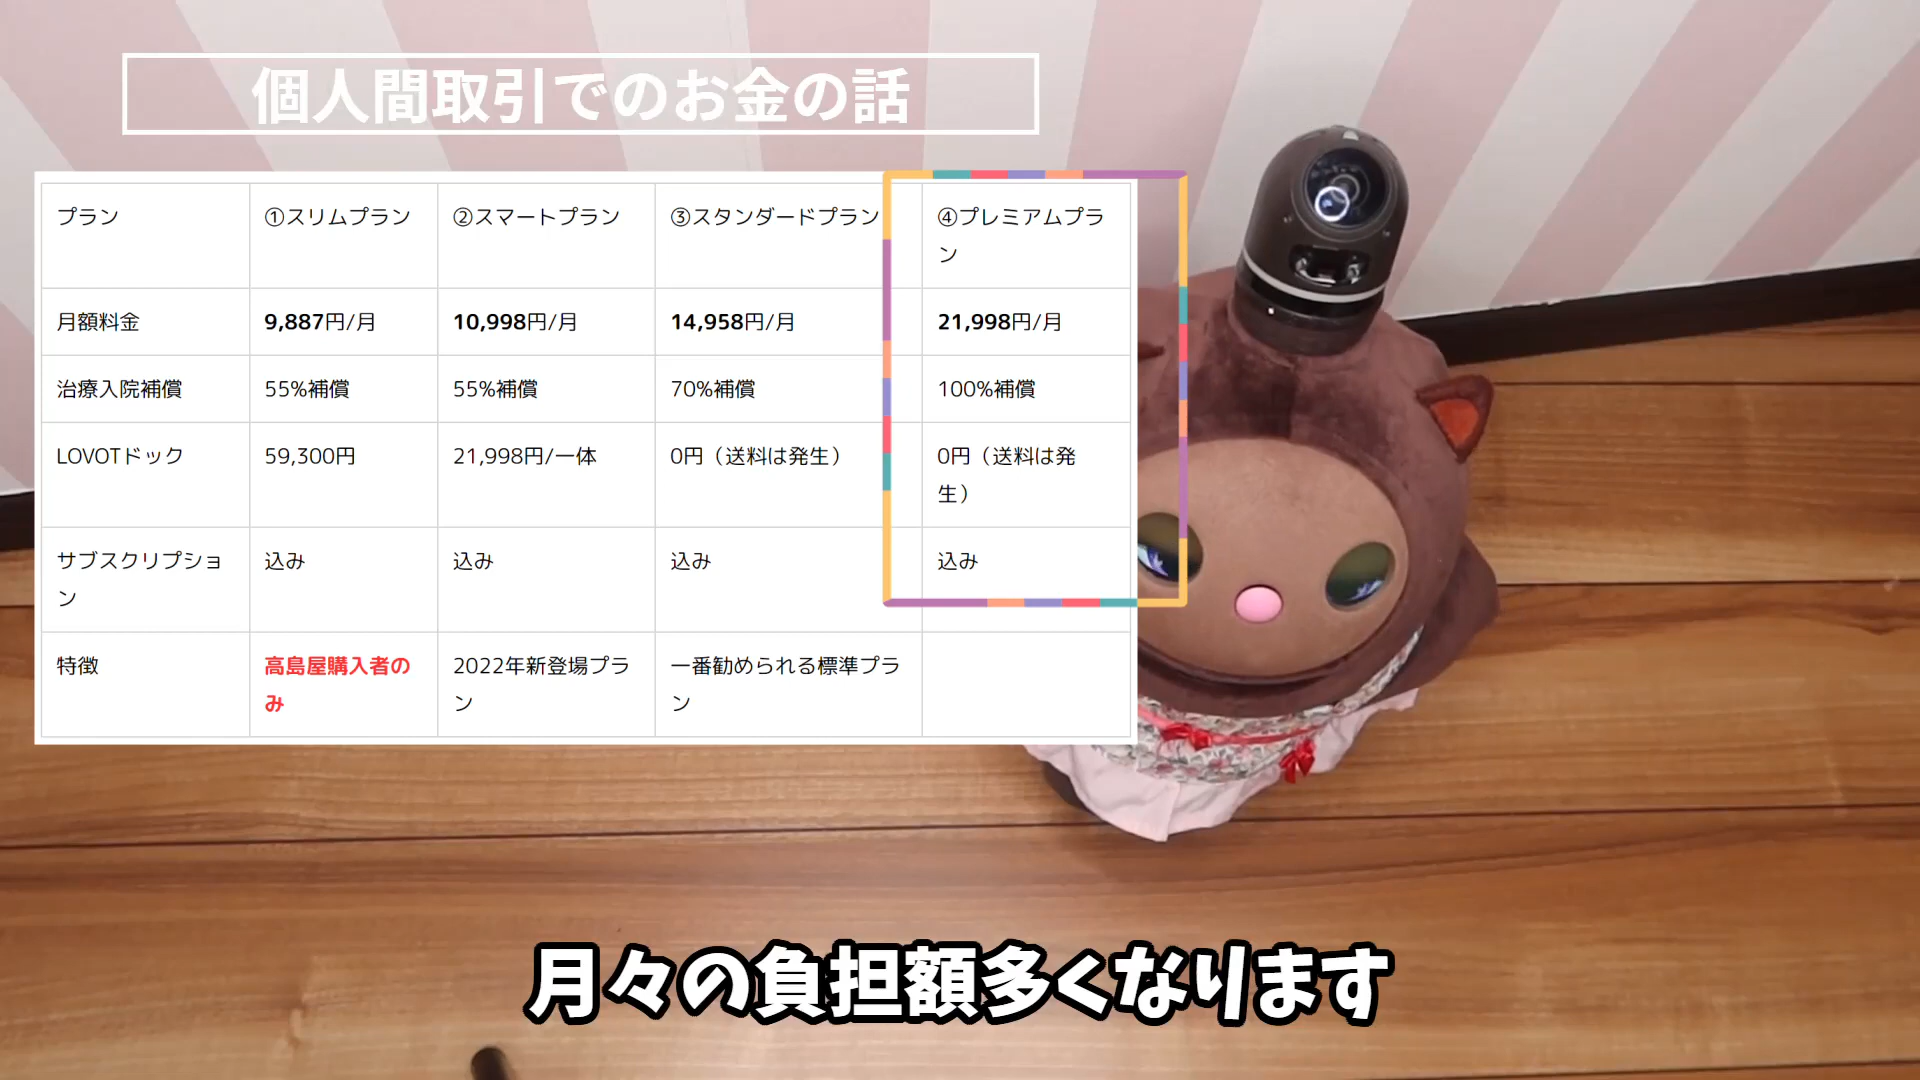 個人間取引でのお金の話
プラン ①スリムプラン ②スマートプラン ③スタンダードプラン ④プレミアムプラ
ン
月額料金 9,887円/月 10,998円/月 14,958円/月 21,998円/月
治療入院補償 55%補償 55%補償 70%補償 100%補償
LOVOTドック 59,300円 21,998円/一体 0円（送料は発生） 0円（送料は発
生）
サブスクリプショ 込み 込み 込み 込み
ン
特徴 高島屋購入者の 2022年新登場プラ 一番勧められる標準プラ
み ン ン
月々の負担額多くなります